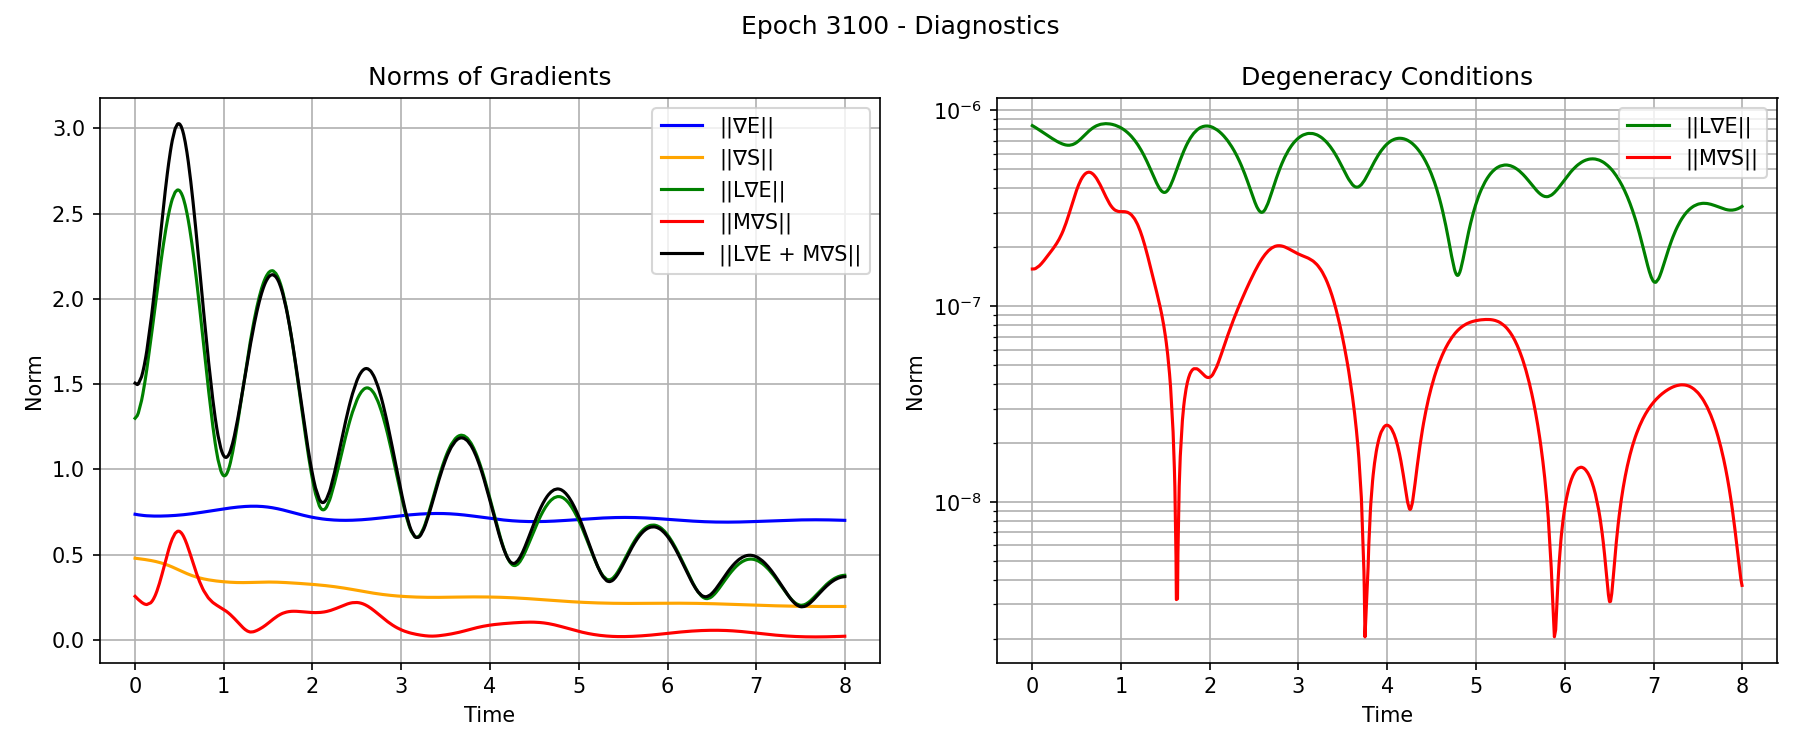 Epoch 3100 - Diagnostics
Norms of Gradients
3.0
2.5
2.0
1.5
1.0
0.5
0.0
Norm
0 1 2 3 4 5 6 7 8
Time
||∇E||
||∇S||
||L∇E||
||M∇S||
||L∇E + M∇S||
Degeneracy Conditions
10⁻⁶
10⁻⁷
10⁻⁸
Norm
0 1 2 3 4 5 6 7 8
Time
||L∇E||
||M∇S||